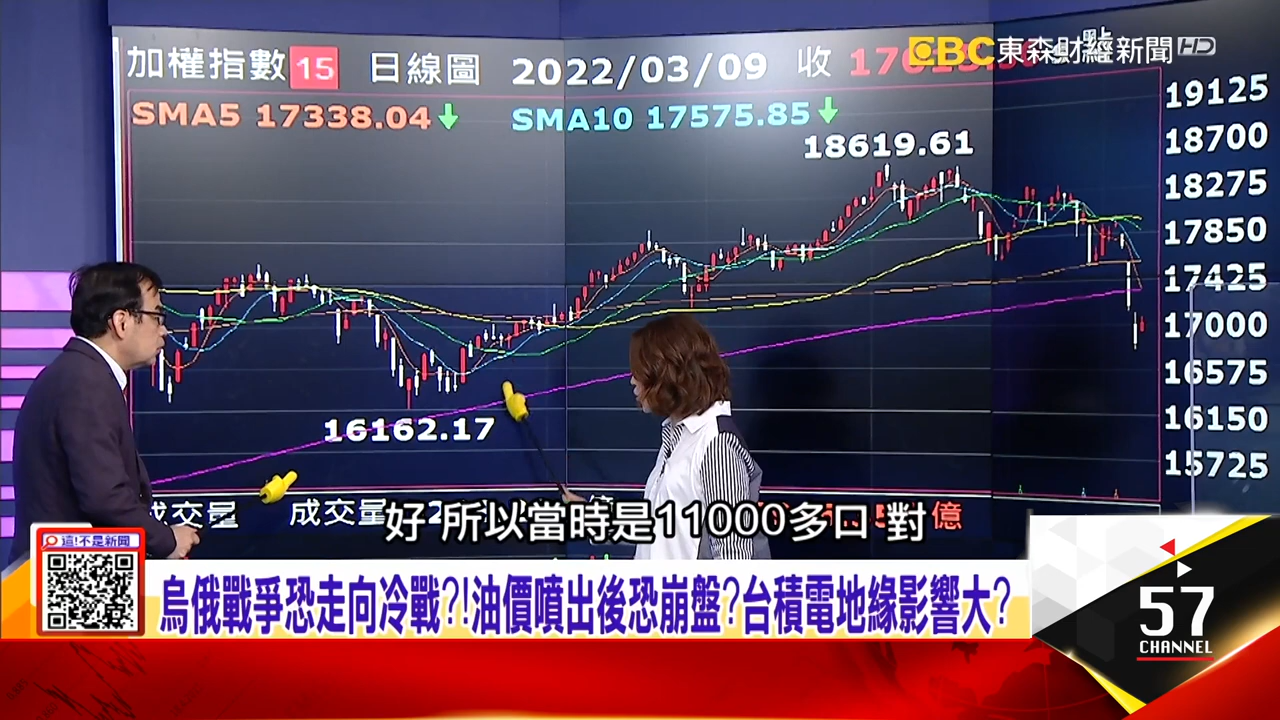 加權指數 15 日線圖 2022/03/09 收
EBC 東森財經新聞 HD
SMA5 17338.04↓ SMA10 17575.85↓
18619.61
16162.17
19125
18700
18275
17850
17425
17000
16575
16150
15725
成交量 成交量 億
好 所以當時是11000多口 對
這!不是新聞
烏俄戰爭恐走向冷戰?!油價噴出後恐崩盤?台積電地緣影響大?
57
CHANNEL